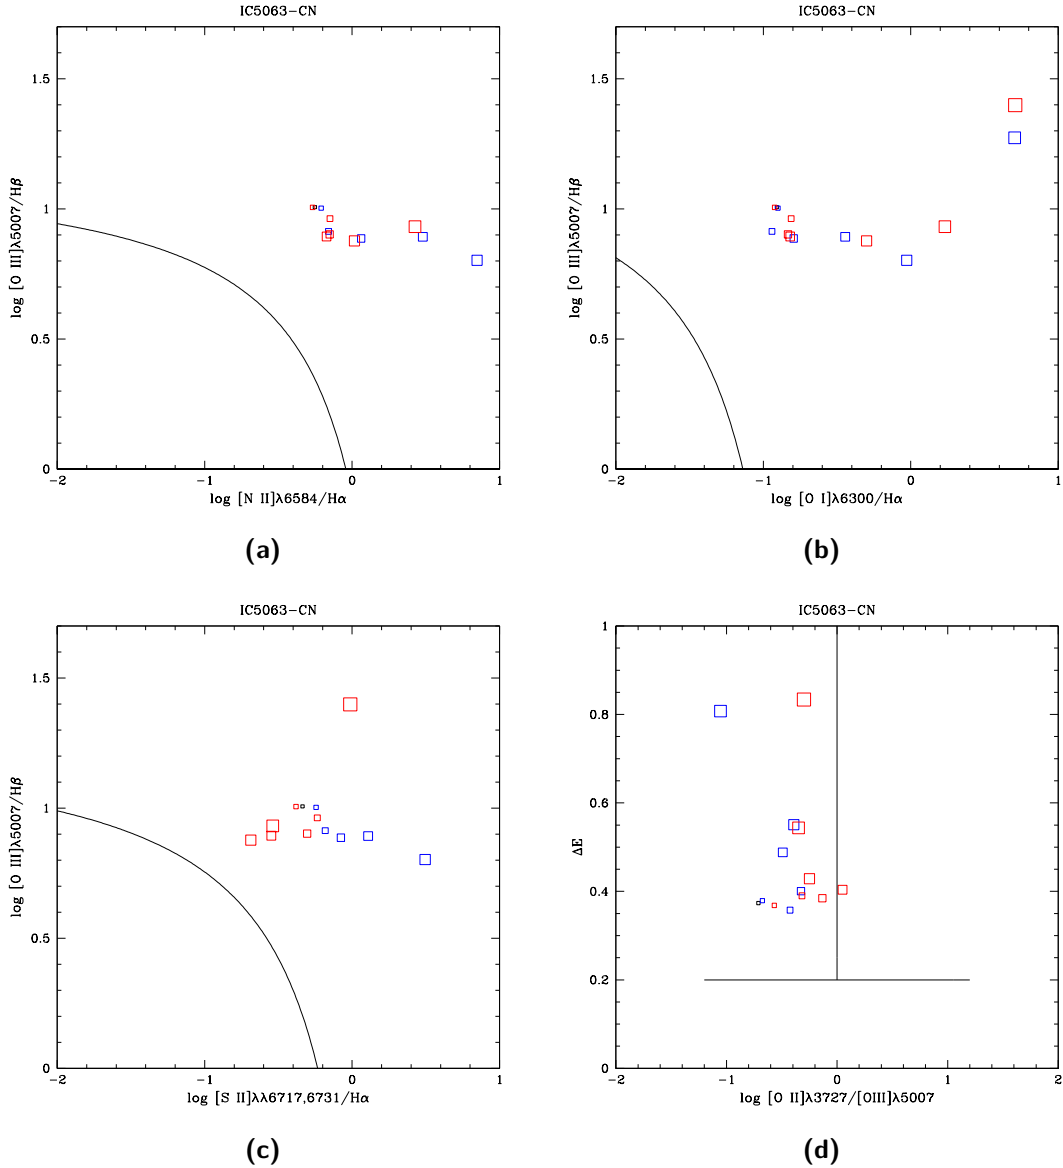 IC5063-CN
IC5063-CN
1.5
1
0.5
0
log [O III]λ5007/Hβ
-2
-1
0
1
log [N II]λ6584/Hα
1.5
1
0.5
0
log [O III]λ5007/Hβ
-2
-1
0
1
log [O I]λ6300/Hα
(a)
(b)
IC5063-CN
IC5063-CN
1.5
1
0.5
0
log [O III]λ5007/Hβ
-2
-1
0
1
log [S II]λλ6717,6731/Hα
1
0.8
0.6
0.4
0.2
0
ΔE
-2
-1
0
1
2
log [O II]λ3727/[OIII]λ5007
(c)
(d)